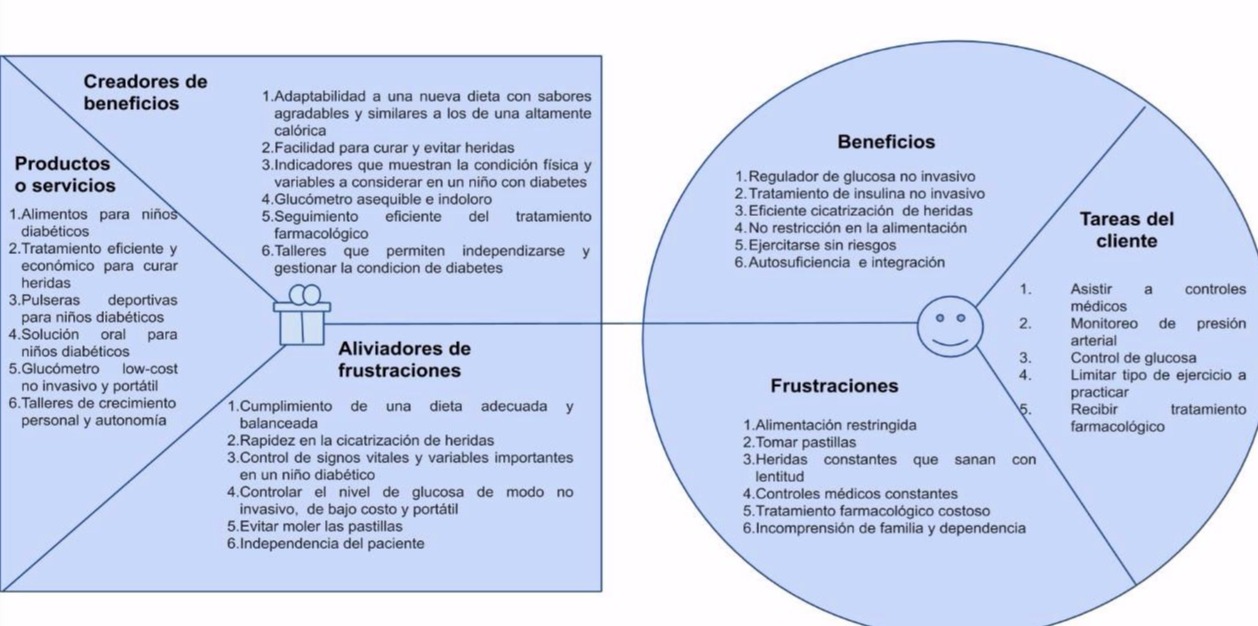 Creadores de
beneficios
1.Adaptabilidad a una nueva dieta con sabores
agradables y similares a los de una altamente
calórica
2.Facilidad para curar y evitar heridas
3.Indicadores que muestran la condición física y
variables a considerar en un niño con diabetes
4.Glucómetro asequible e indoloro
5.Seguimiento eficiente del tratamiento
farmacológico
6.Talleres que permiten independizarse y
gestionar la condicion de diabetes
Productos
o servicios
1.Alimentos para niños
diabéticos
2.Tratamiento eficiente y
económico para curar
heridas
3.Pulseras deportivas
para niños diabéticos
4.Solución oral para
niños diabéticos
5.Glucómetro low-cost
no invasivo y portátil
6.Talleres de crecimiento
personal y autonomía
Aliviadores de
frustraciones
1.Cumplimiento de una dieta adecuada y
balanceada
2.Rapidez en la cicatrización de heridas
3.Control de signos vitales y variables importantes
en un niño diabético
4.Controlar el nivel de glucosa de modo no
invasivo, de bajo costo y portátil
5.Evitar moler las pastillas
6.Independencia del paciente
Beneficios
1.Regulador de glucosa no invasivo
2.Tratamiento de insulina no invasivo
3.Eficiente cicatrización de heridas
4.No restricción en la alimentación
5.Ejercitarse sin riesgos
6.Autosuficiencia e integración
Frustraciones
1.Alimentación restringida
2.Tomar pastillas
3.Heridas constantes que sanan con
lentitud
4.Controles médicos constantes
5.Tratamiento farmacológico costoso
6.Incomprensión de familia y dependencia
Tareas del
cliente
1. Asistir a controles
médicos
2. Monitoreo de presión
arterial
3. Control de glucosa
4. Limitar tipo de ejercicio a
practicar
5. Recibir tratamiento
farmacológico